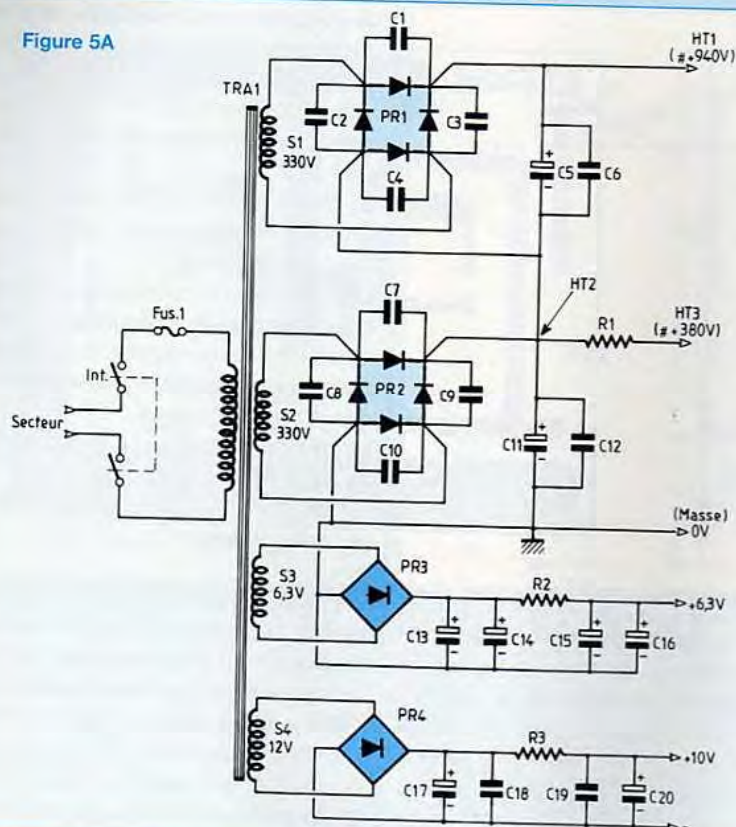 Figure 5A
C1
HT1
(#+940V)
TRA1
C2
PR1
C3
S1
330V
C4
C5
C6
C7
HT2
R1
HT3
(#+380V)
Fus.1
Int.
C8
PR2
C9
Secteur
S2
330V
C10
C11
C12
(Masse)
0V
S3
6,3V
PR3
R2
+6,3V
C13
C14
C15
C16
S4
12V
PR4
R3
+10V
C17
C18
C19
C20